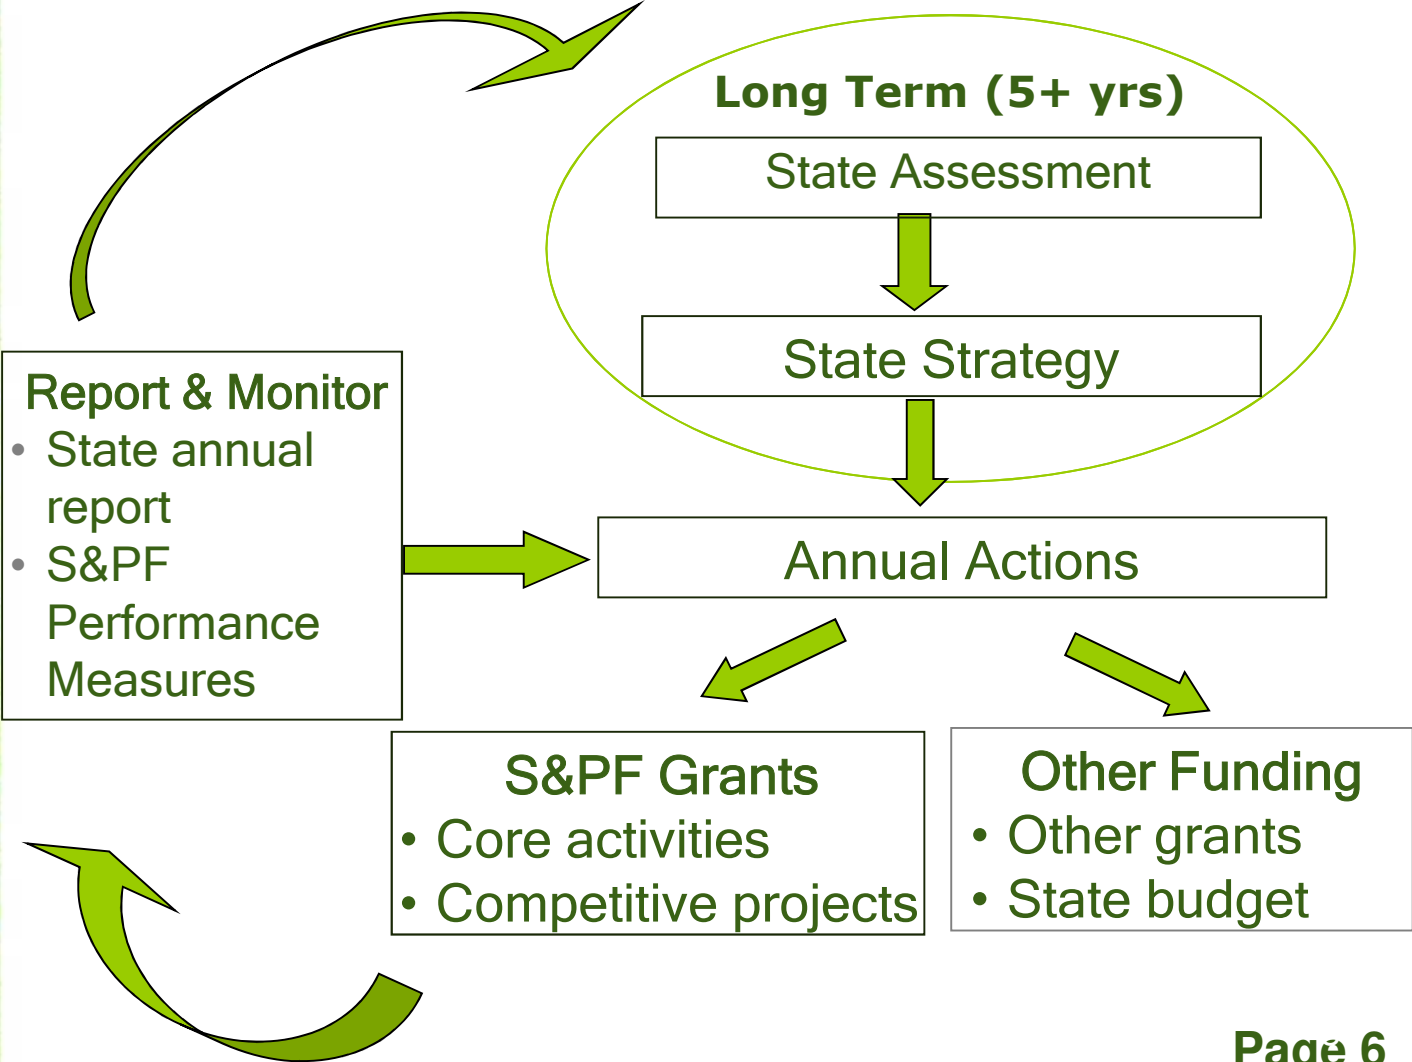 Long Term (5+ yrs)
State Assessment
State Strategy
Report & Monitor
• State annual
report
• S&PF
Performance
Measures
Annual Actions
S&PF Grants
• Core activities
• Competitive projects
Other Funding
• Other grants
• State budget
Page 6